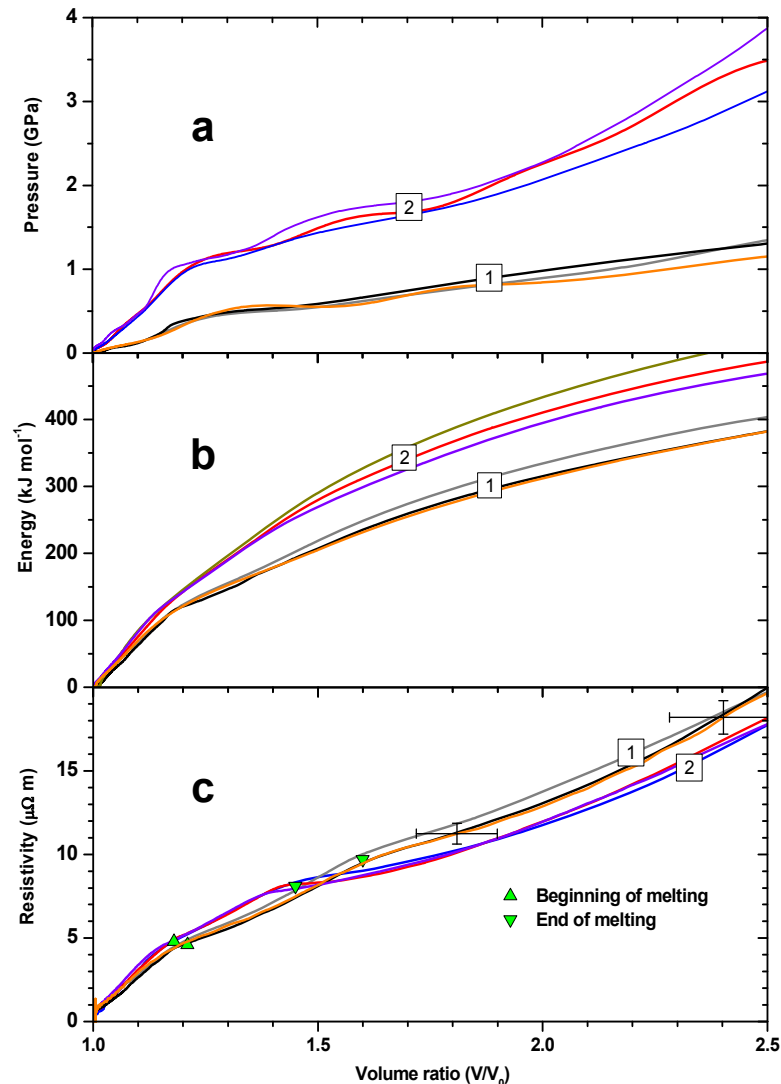 4
3
2
1
0
Pressure (GPa)
a
2
1
400
300
200
100
0
Energy (kJ mol⁻¹)
b
2
1
15
10
5
0
Resistivity (μΩ m)
c
1
2
Beginning of melting
End of melting
1.0 1.5 2.0 2.5
Volume ratio (V/V₀)